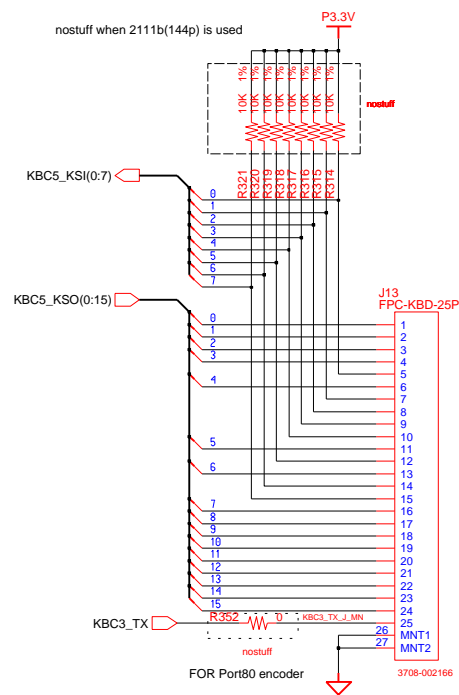 P3.3V
nostuff when 2111b(144p) is used
10K 1% 10K 1% 10K 1% 10K 1% 10K 1% 10K 1% 10K 1% 10K 1%
nostuff
R321 R320 R319 R318 R317 R316 R315 R314
KBC5_KSI(0:7)
0
1
2
3
4
5
6
7
J13
FPC-KBD-25P
KBC5_KSO(0:15)
0 1
1 2
2 3
3 4
5
4 6
7
8
9
10
5 11
12
6 13
14
15
7 16
8 17
9 18
10 19
11 20
12 21
13 22
14 23
15 24
KBC3_TX R352 0 KBC3_TX_J_MN 25
26 MNT1
27 MNT2
nostuff
FOR Port80 encoder
3708-002166